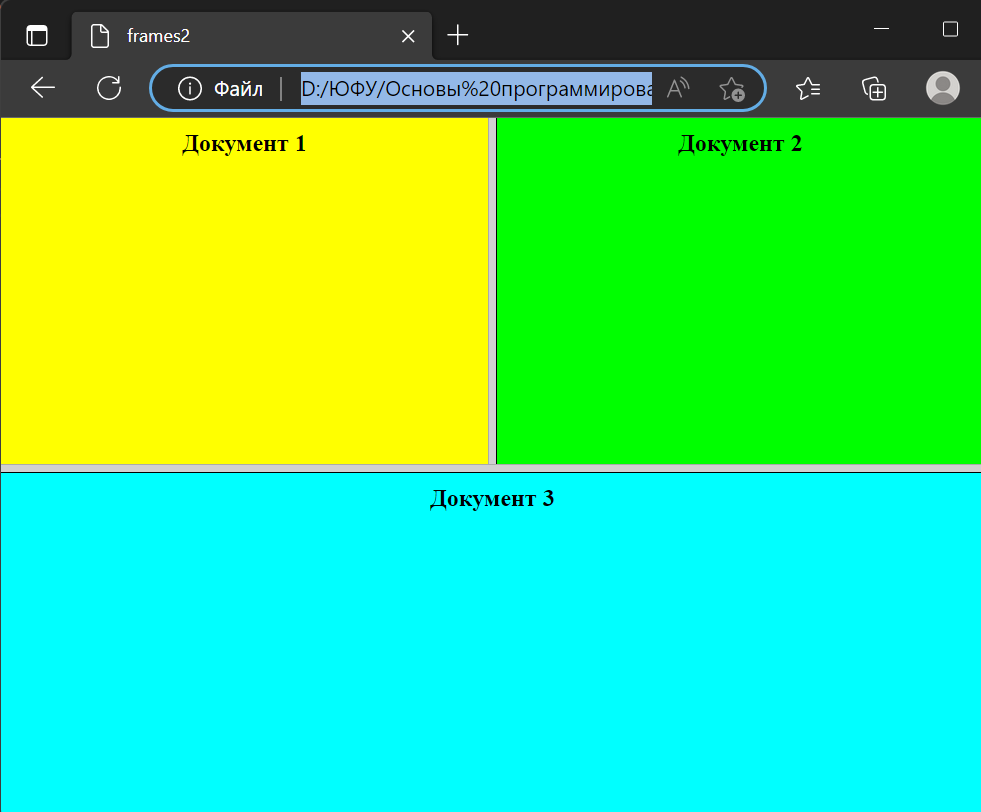 frames2
Файл
D:/ЮФУ/Основы%20программирова
Документ 1
Документ 2
Документ 3